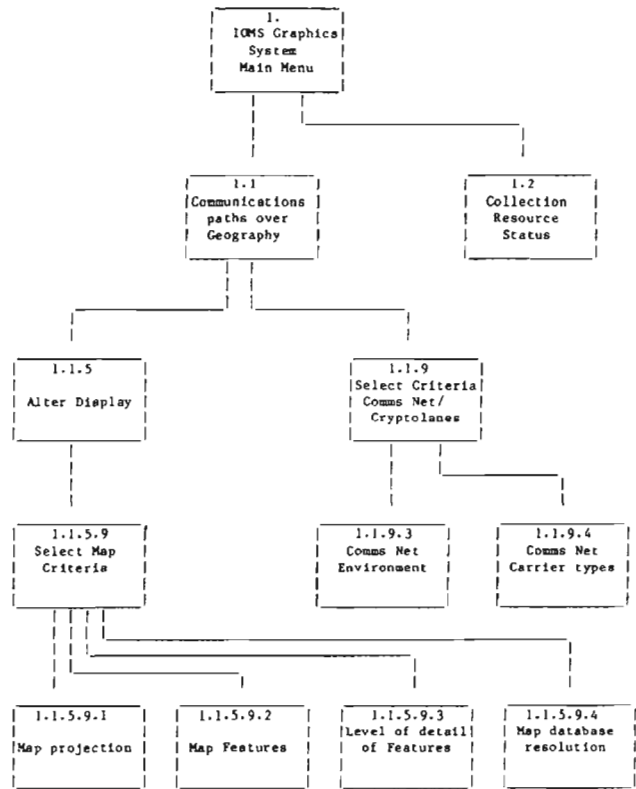 1.
IOMS Graphics
System
Main Menu
1.1
Communications
paths over
Geography
1.2
Collection
Resource
Status
1.1.5
Alter Display
1.1.9
Select Criteria
Comms Net/
Cryptolanes
1.1.5.9
Select Map
Criteria
1.1.9.3
Comms Net
Environment
1.1.9.4
Comms Net
Carrier types
1.1.5.9.1
Map projection
1.1.5.9.2
Map Features
1.1.5.9.3
Level of detail
of Features
1.1.5.9.4
Map database
resolution